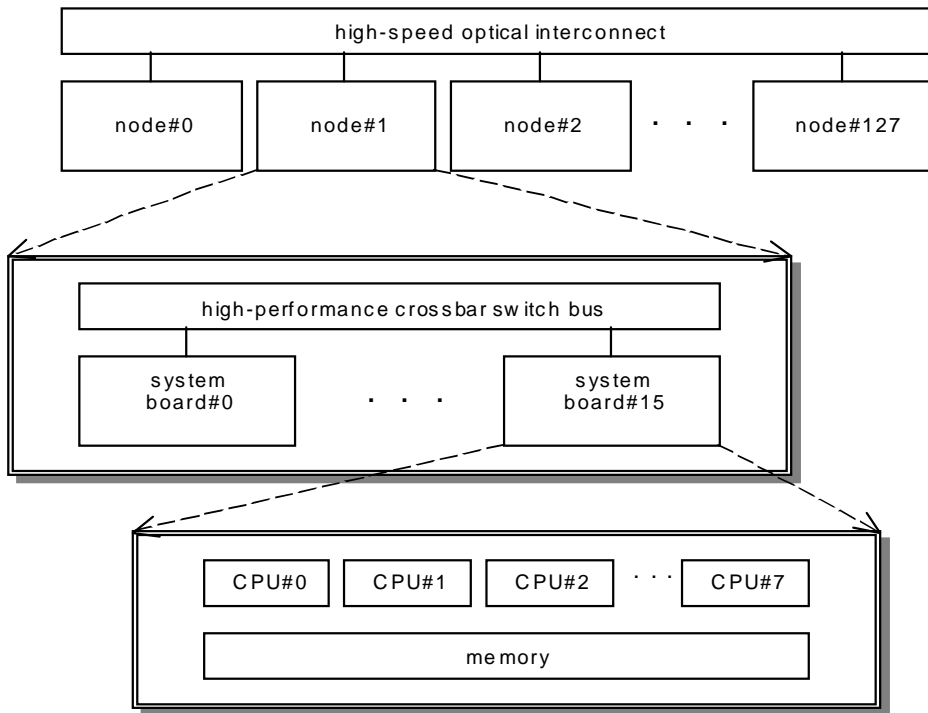 high-speed optical interconnect
node#0 node#1 node#2 . . . node#127
high-performance crossbar switch bus
system board#0 . . . system board#15
CPU#0 CPU#1 CPU#2 . . . CPU#7
memory